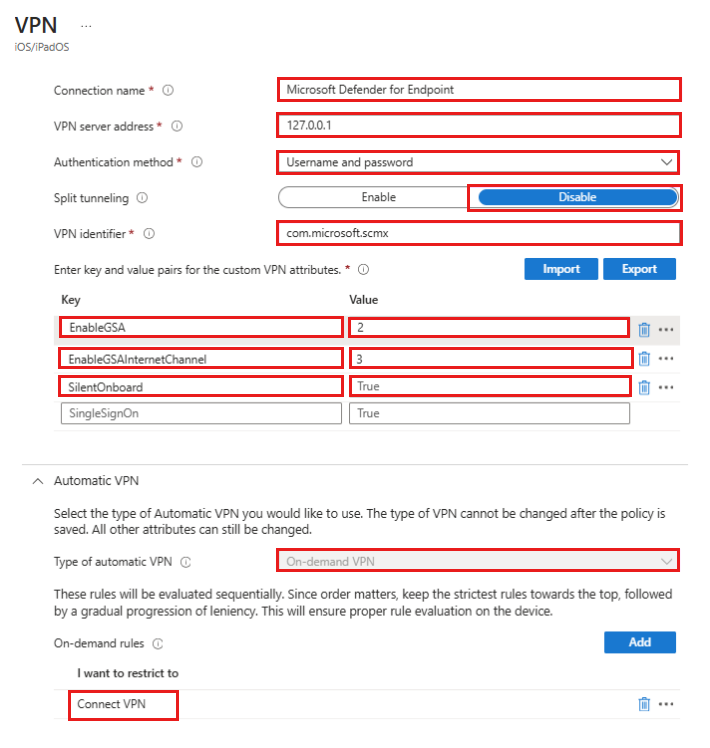 VPN ...
iOS/iPadOS
Connection name * Microsoft Defender for Endpoint
VPN server address * 127.0.0.1
Authentication method * Username and password
Split tunneling Enable Disable
VPN identifier * com.microsoft.scmx
Enter key and value pairs for the custom VPN attributes. * Import Export
Key Value
EnableGSA 2
EnableGSAInternetChannel 3
SilentOnboard True
SingleSignOn True
Automatic VPN
Select the type of Automatic VPN you would like to use. The type of VPN cannot be changed after the policy is
saved. All other attributes can still be changed.
Type of automatic VPN On-demand VPN
These rules will be evaluated sequentially. Since order matters, keep the strictest rules towards the top, followed
by a gradual progression of leniency. This will ensure proper rule evaluation on the device.
On-demand rules Add
I want to restrict to
Connect VPN